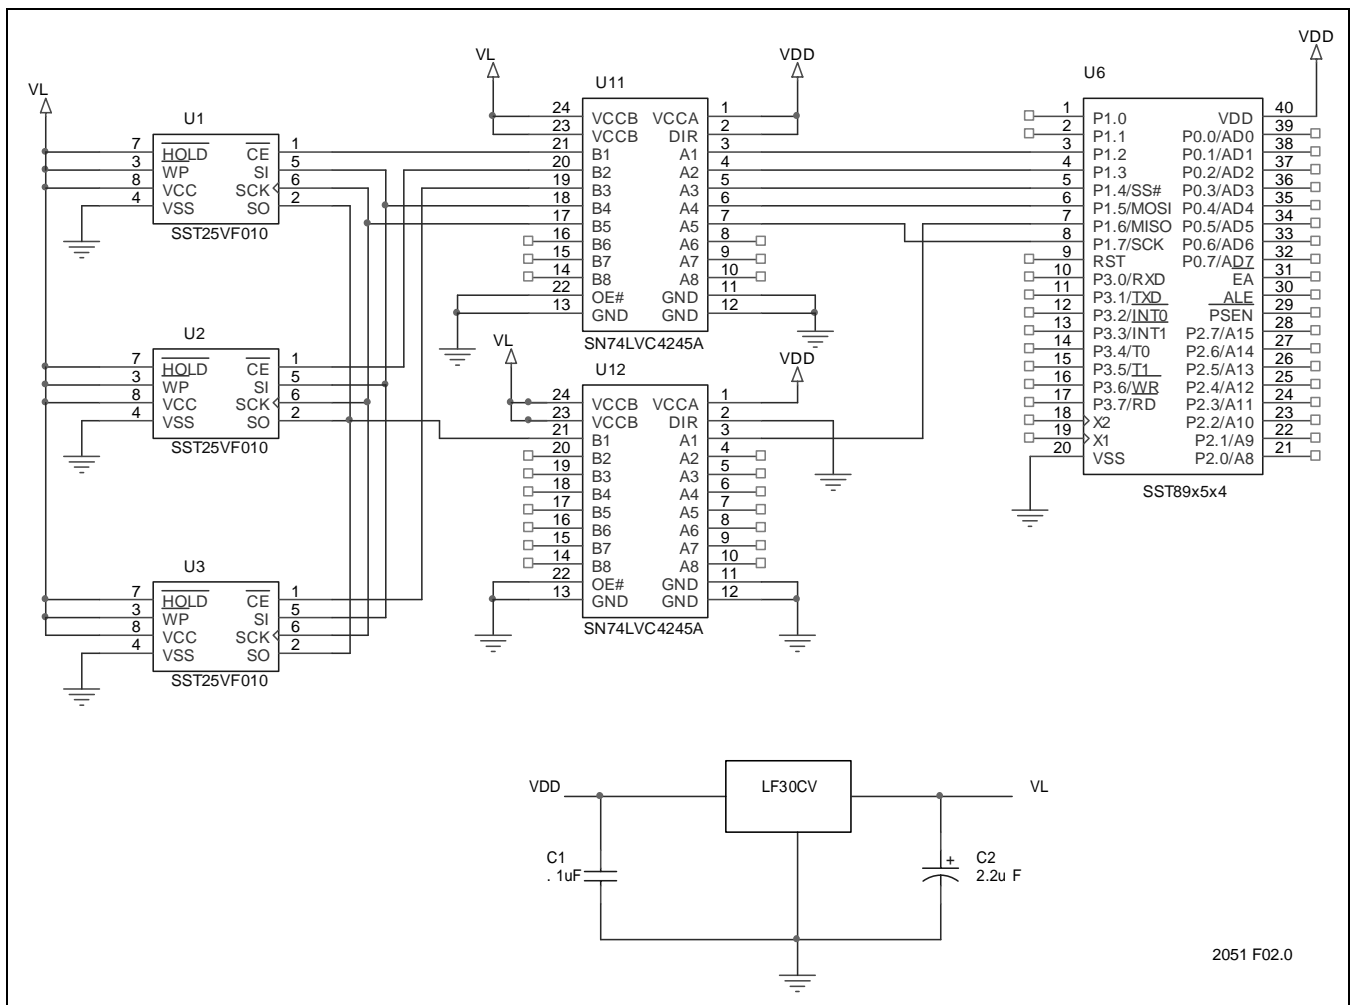 VL
U1
7 HOLD CE 1
3 WP SI 5
8 VCC SCK 6
4 VSS SO 2
SST25VF010
U2
7 HOLD CE 1
3 WP SI 5
8 VCC SCK 6
4 VSS SO 2
SST25VF010
U3
7 HOLD CE 1
3 WP SI 5
8 VCC SCK 6
4 VSS SO 2
SST25VF010
VL
VDD
U11
24 VCCB VCCA 1
23 VCCB DIR 2
21 B1 A1 3
20 B2 A2 4
19 B3 A3 5
18 B4 A4 6
17 B5 A5 7
16 B6 A6 8
15 B7 A7 9
14 B8 A8 10
22 OE# GND 11
13 GND GND 12
SN74LVC4245A
VL
VDD
U12
24 VCCB VCCA 1
23 VCCB DIR 2
21 B1 A1 3
20 B2 A2 4
19 B3 A3 5
18 B4 A4 6
17 B5 A5 7
16 B6 A6 8
15 B7 A7 9
14 B8 A8 10
22 OE# GND 11
13 GND GND 12
SN74LVC4245A
VDD
U6
1 P1.0 VDD 40
2 P1.1 P0.0/AD0 39
3 P1.2 P0.1/AD1 38
4 P1.3 P0.2/AD2 37
5 P1.4/SS# P0.3/AD3 36
6 P1.5/MOSI P0.4/AD4 35
7 P1.6/MISO P0.5/AD5 34
8 P1.7/SCK P0.6/AD6 33
9 RST P0.7/AD7 32
10 P3.0/RXD EA 31
11 P3.1/TXD ALE 30
12 P3.2/INT0 PSEN 29
13 P3.3/INT1 P2.7/A15 28
14 P3.4/T0 P2.6/A14 27
15 P3.5/T1 P2.5/A13 26
16 P3.6/WR P2.4/A12 25
17 P3.7/RD P2.3/A11 24
18 X2 P2.2/A10 23
19 X1 P2.1/A9 22
20 VSS P2.0/A8 21
SST89x5x4
VDD LF30CV VL
C1
. 1uF
+ C2
2.2u F
2051 F02.0